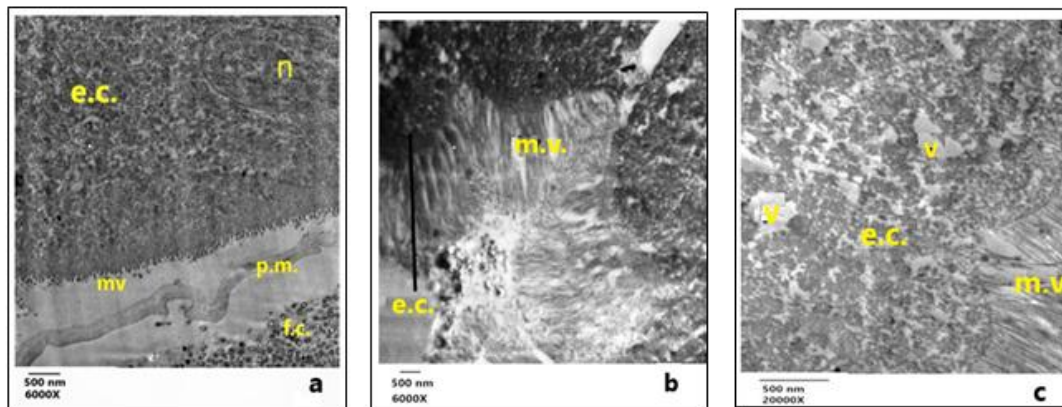 n
e.c.
mv
p.m.
f.c.
500 nm
6000X
a
m.v.
e.c.
500 nm
6000X
b
v
v
e.c.
m.v
500 nm
20000X
c